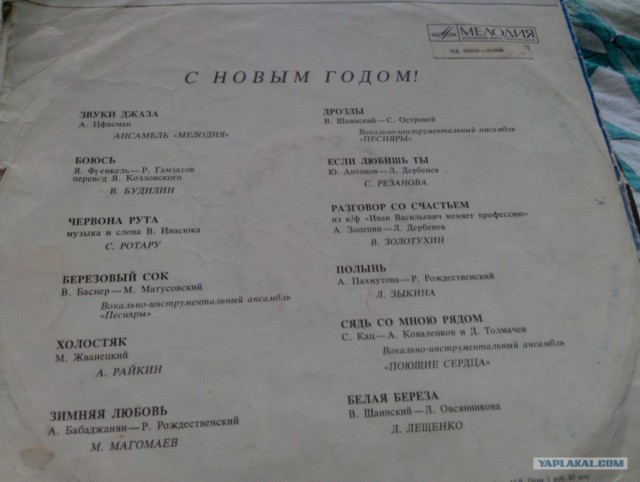 МЕЛОДИЯ
С НОВЫМ ГОДОМ!
ЗВУКИ ДЖАЗА
А. Цфасман
АНСАМБЛЬ «МЕЛОДИЯ»
БОЮСЬ
Я. Френкель—Р. Гамзатов
перевод Я. Козловского
В. БУДИЛИН
ЧЕРВОНА РУТА
музыка и слова В. Ивасюка
С. РОТАРУ
БЕРЕЗОВЫЙ СОК
В. Баснер—М. Матусовский
Вокально-инструментальный ансамбль
«Песняры»
ХОЛОСТЯК
М. Жванецкий
А. РАЙКИН
ЗИМНЯЯ ЛЮБОВЬ
А. Бабаджанян—Р. Рождественский
М. МАГОМАЕВ
ДРОЗДЫ
В. Шаинский—С. Островой
Вокально-инструментальный ансамбль
«ПЕСНЯРЫ»
ЕСЛИ ЛЮБИШЬ ТЫ
Ю. Антонов—Л. Дербенев
С. РЕЗАНОВА
РАЗГОВОР СО СЧАСТЬЕМ
из к/ф «Иван Васильевич меняет профессию»
А. Зацепин—Л. Дербенев
В. ЗОЛОТУХИН
ПОЛЫНЬ
А. Пахмутова—Р. Рождественский
Л. ЗЫКИНА
СЯДЬ СО МНОЮ РЯДОМ
С. Кац—А. Коваленков и Д. Толмачев
Вокально-инструментальный ансамбль
«ПОЮЩИЕ СЕРДЦА»
БЕЛАЯ БЕРЕЗА
В. Шаинский—Л. Овсянникова
Л. ЛЕЩЕНКО
Цена 1 руб.
YAPLAKAL.COM